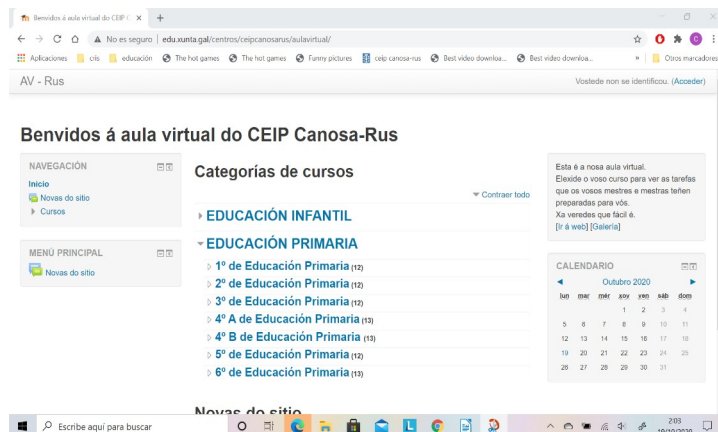 Benvidos á aula virtual do CEIP C
No es seguro | edu.xunta.gal/centros/ceipcanosarus/aulavirtual/
Aplicaciones cris educación The hot games The hot games Funny pictures ceip canosa-rus Best video downloa... Best video downloa... » Otros marcadores
AV - Rus Vostede non se identificou. (Acceder)
Benvidos á aula virtual do CEIP Canosa-Rus
NAVEGACIÓN
Inicio
Novas do sitio
Cursos
MENÚ PRINCIPAL
Novas do sitio
Categorías de cursos
Contraer todo
EDUCACIÓN INFANTIL
EDUCACIÓN PRIMARIA
1º de Educación Primaria (12)
2º de Educación Primaria (12)
3º de Educación Primaria (12)
4º A de Educación Primaria (13)
4º B de Educación Primaria (13)
5º de Educación Primaria (12)
6º de Educación Primaria (13)
Novas do sitio
Esta é a nosa aula virtual.
Elexide o voso curso para ver as tarefas
que os vosos mestres e mestras teñen
preparadas para vós.
Xa veredes que fácil é.
[Ir á web] [Galería]
CALENDARIO
Outubro 2020
lun mar mér xov ven sáb dom
1 2 3 4
5 6 7 8 9 10 11
12 13 14 15 16 17 18
19 20 21 22 23 24 25
26 27 28 29 30 31
Escribe aquí para buscar
2:03
19/10/2020